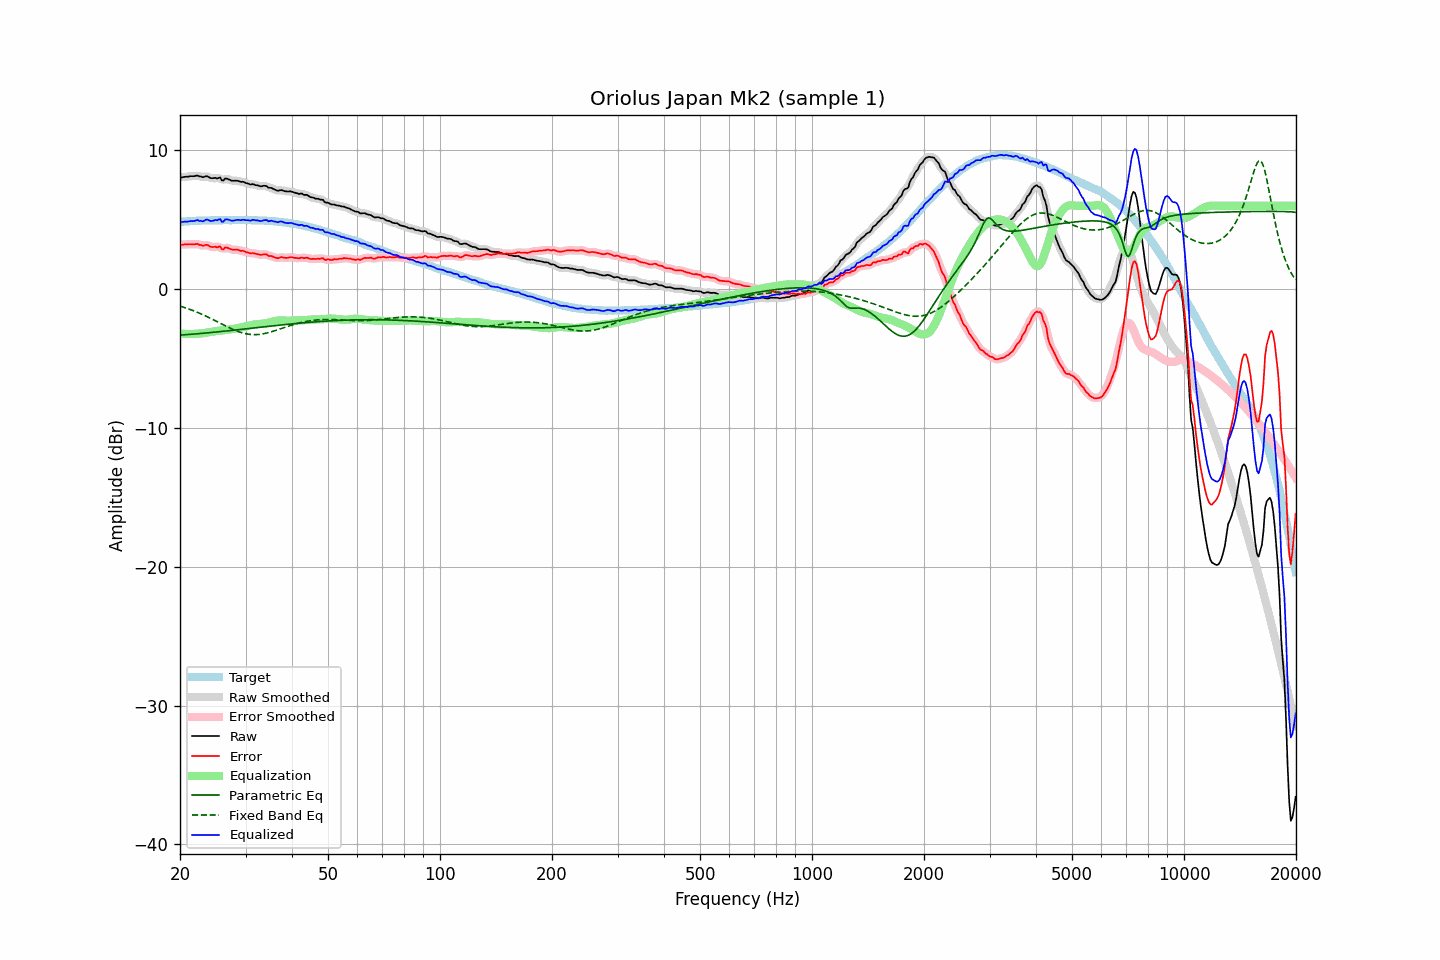 Oriolus Japan Mk2 (sample 1)
10
0
−10
−20
−30
−40
Amplitude (dBr)
Target
Raw Smoothed
Error Smoothed
Raw
Error
Equalization
Parametric Eq
Fixed Band Eq
Equalized
20 50 100 200 500 1000 2000 5000 10000 20000
Frequency (Hz)